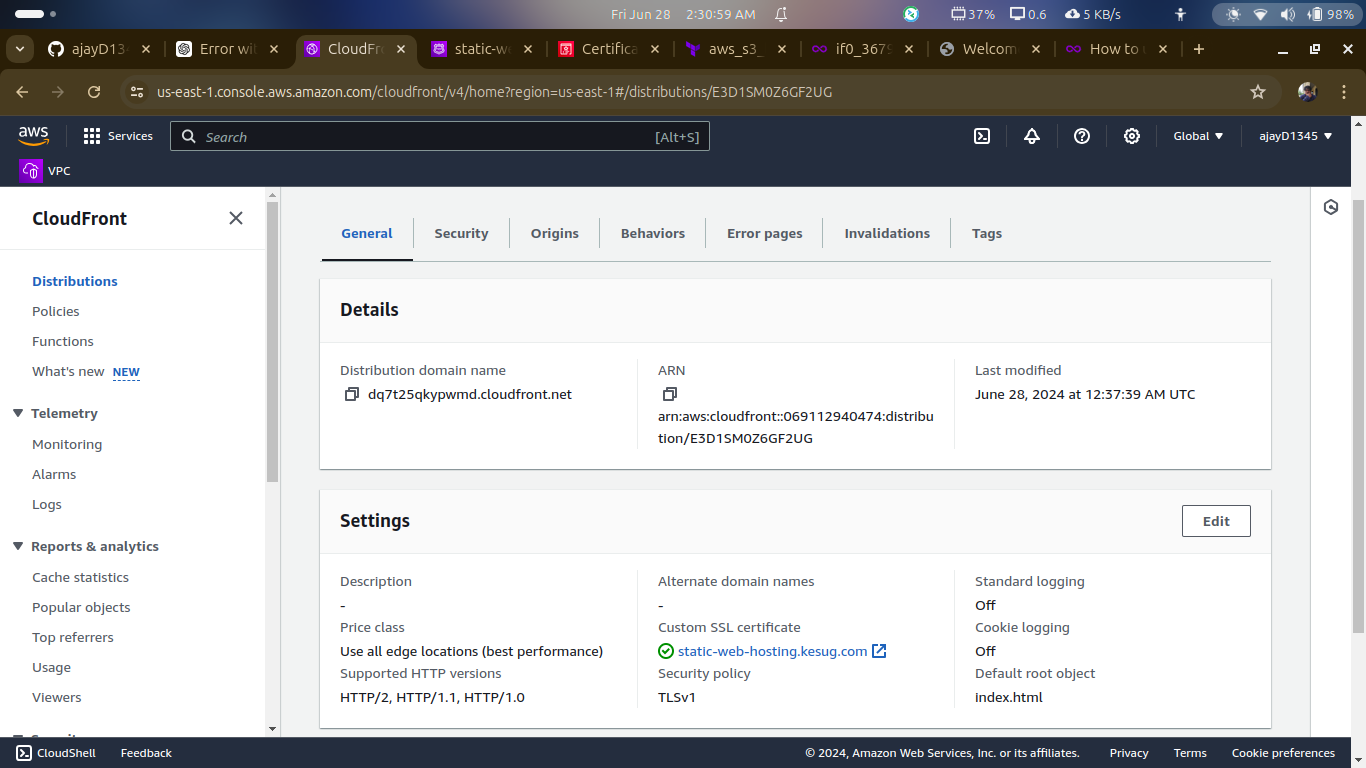 Fri Jun 28 2:30:59 AM 37% 0.6 5 KB/s 98%
ajayD134 Error wit CloudFro static-we Certifica aws_s3_ if0_3679 Welcom How to
us-east-1.console.aws.amazon.com/cloudfront/v4/home?region=us-east-1#/distributions/E3D1SM0Z6GF2UG
aws Services Search [Alt+S] Global ajayD1345
VPC
CloudFront
Distributions
Policies
Functions
What's new NEW
Telemetry
Monitoring
Alarms
Logs
Reports & analytics
Cache statistics
Popular objects
Top referrers
Usage
Viewers
General Security Origins Behaviors Error pages Invalidations Tags
Details
Distribution domain name
dq7t25qkypwmd.cloudfront.net
ARN
arn:aws:cloudfront::069112940474:distribu
tion/E3D1SM0Z6GF2UG
Last modified
June 28, 2024 at 12:37:39 AM UTC
Settings
Edit
Description
-
Price class
Use all edge locations (best performance)
Supported HTTP versions
HTTP/2, HTTP/1.1, HTTP/1.0
Alternate domain names
-
Custom SSL certificate
static-web-hosting.kesug.com
Security policy
TLSv1
Standard logging
Off
Cookie logging
Off
Default root object
index.html
CloudShell Feedback © 2024, Amazon Web Services, Inc. or its affiliates. Privacy Terms Cookie preferences